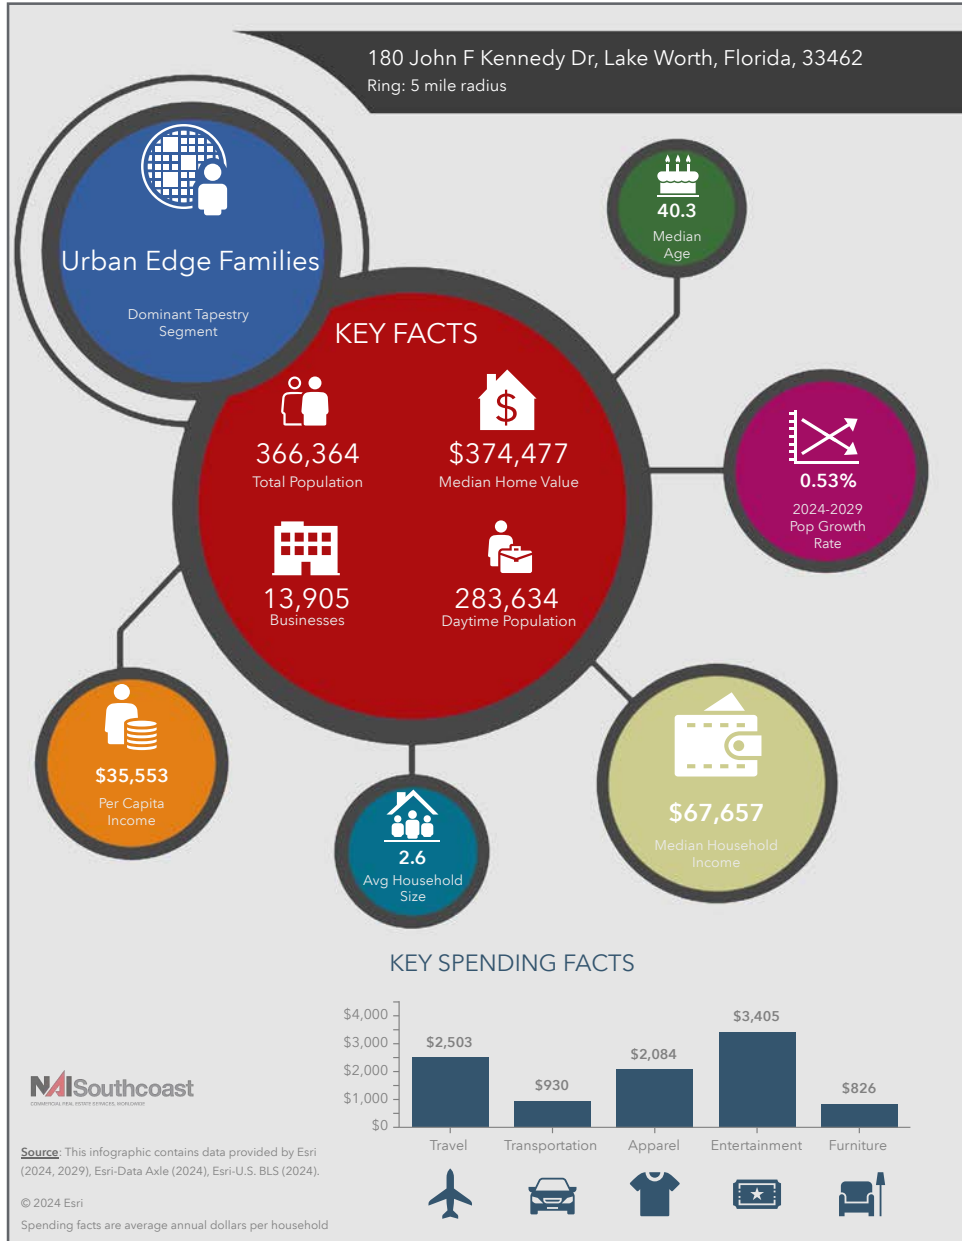 180 John F Kennedy Dr, Lake Worth, Florida, 33462
Ring: 5 mile radius
Urban Edge Families
Dominant Tapestry
Segment
40.3
Median
Age
KEY FACTS
$
366,364
Total Population
$374,477
Median Home Value
13,905
Businesses
283,634
Daytime Population
0.53%
2024-2029
Pop Growth
Rate
$35,553
Per Capita
Income
2.6
Avg Household
Size
$67,657
Median Household
Income
KEY SPENDING FACTS
$4,000
$3,000
$2,000
$1,000
$0
$2,503
$930
$2,084
$3,405
$826
Travel
Transportation
Apparel
Entertainment
Furniture
NAISouthcoast
COMMERCIAL REAL ESTATE SERVICES, WORLDWIDE
Source: This infographic contains data provided by Esri
(2024, 2029), Esri-Data Axle (2024), Esri-U.S. BLS (2024).
© 2024 Esri
Spending facts are average annual dollars per household